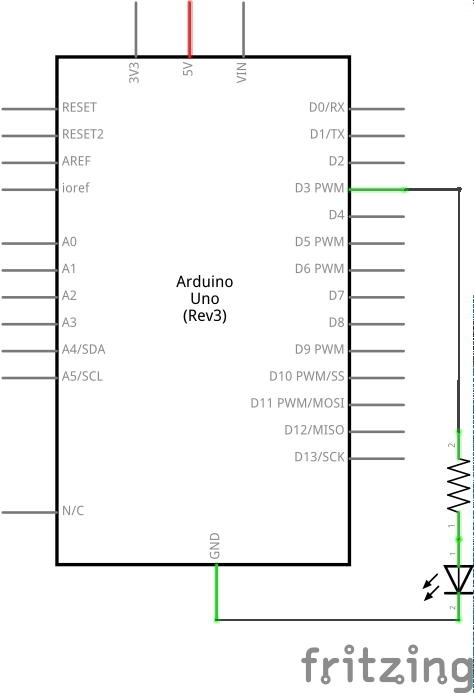 3V3
5V
VIN
RESET
RESET2
AREF
ioref
A0
A1
A2
A3
A4/SDA
A5/SCL
N/C
Arduino
Uno
(Rev3)
D0/RX
D1/TX
D2
D3 PWM
D4
D5 PWM
D6 PWM
D7
D8
D9 PWM
D10 PWM/SS
D11 PWM/MOSI
D12/MISO
D13/SCK
GND
2
1
1
2
fritzing